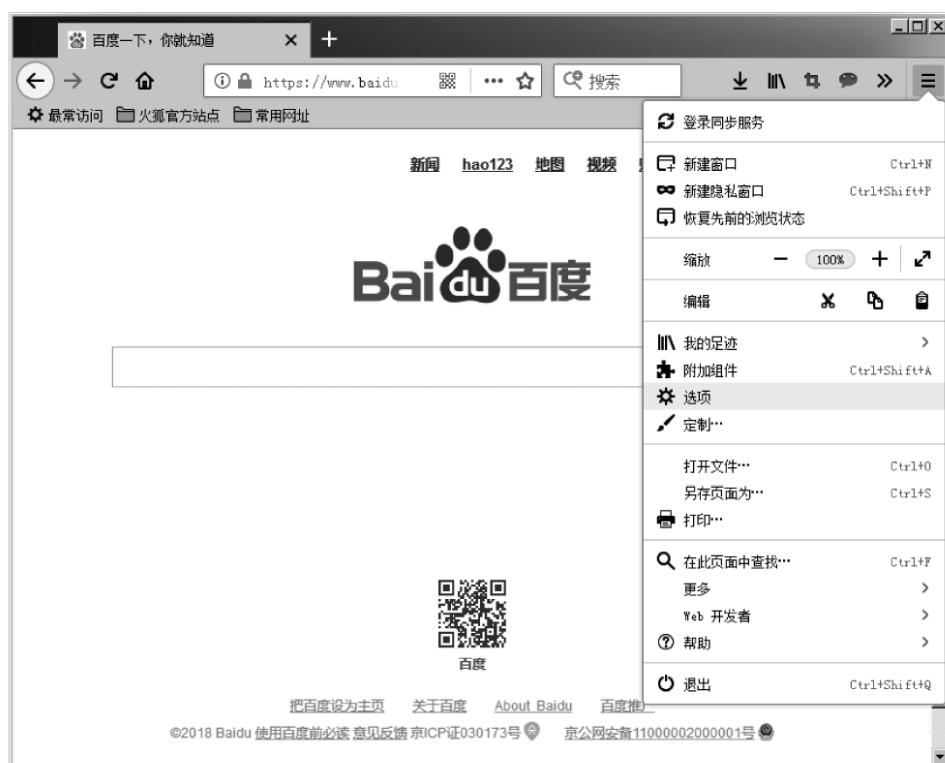 百度一下，你就知道
https://www.baidu
搜索
最常访问 火狐官方站点 常用网址
新闻 hao123 地图 视频
Bai du 百度
百度
把百度设为主页 关于百度 About Baidu 百度推
©2018 Baidu 使用百度前必读 意见反馈 京ICP证030173号 京公网安备11000002000001号
登录同步服务
新建窗口 Ctrl+N
新建隐私窗口 Ctrl+Shift+P
恢复先前的浏览状态
缩放 100%
编辑
我的足迹
附加组件 Ctrl+Shift+A
选项
定制…
打开文件… Ctrl+O
另存页面为… Ctrl+S
打印…
在此页面中查找… Ctrl+F
更多
Web 开发者
帮助
退出 Ctrl+Shift+Q